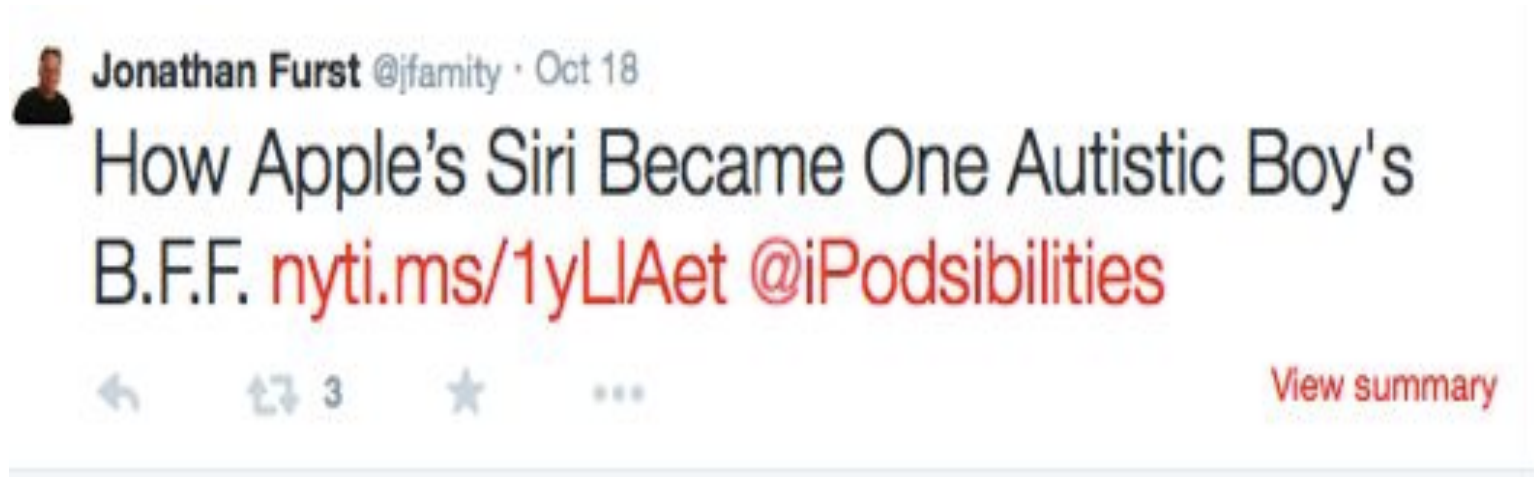 Jonathan Furst @jfamity · Oct 18
How Apple’s Siri Became One Autistic Boy's
B.F.F. nyti.ms/1yLlAet @iPodsibilities
3
View summary